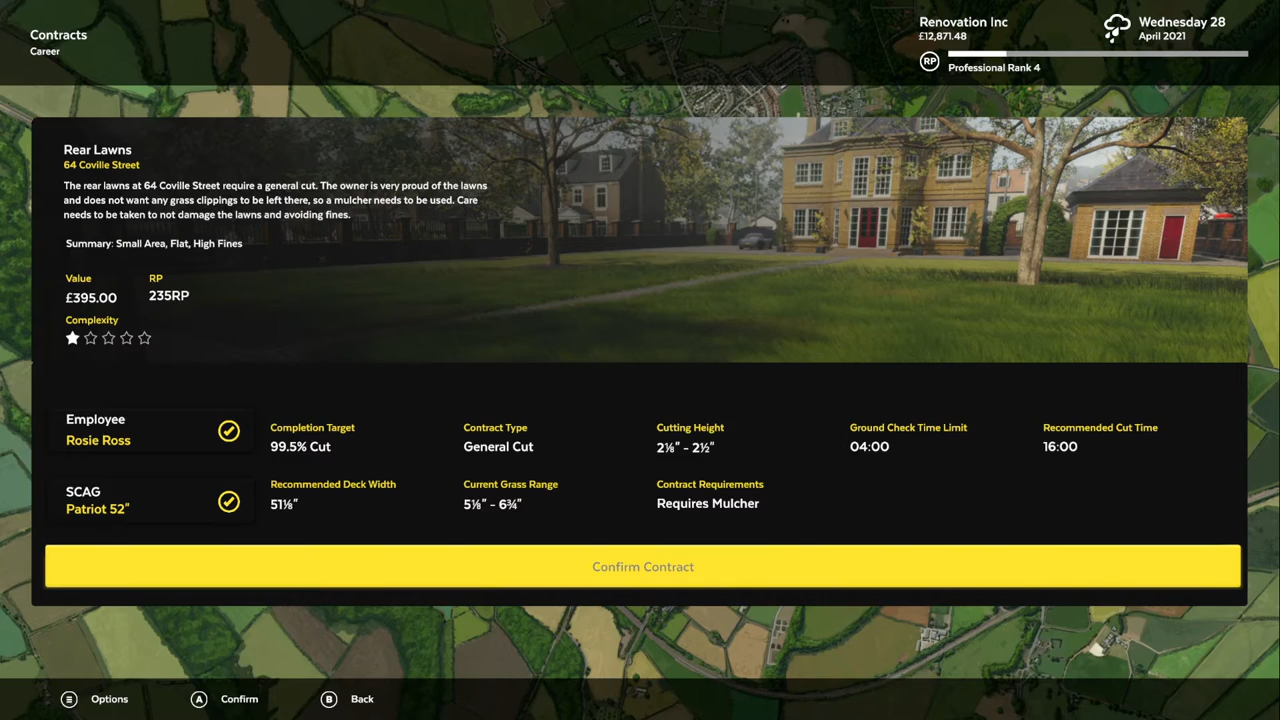 Contracts
Career
Renovation Inc
£12,871.48
Wednesday 28
April 2021
RP
Professional Rank 4
Rear Lawns
64 Coville Street
The rear lawns at 64 Coville Street require a general cut. The owner is very proud of the lawns
and does not want any grass clippings to be left there, so a mulcher needs to be used. Care
needs to be taken to not damage the lawns and avoiding fines.
Summary: Small Area, Flat, High Fines
Value
RP
£395.00
235RP
Complexity
Employee
Rosie Ross
Completion Target
99.5% Cut
Contract Type
General Cut
Cutting Height
2⅛" - 2½"
Ground Check Time Limit
04:00
Recommended Cut Time
16:00
SCAG
Patriot 52"
Recommended Deck Width
51⅛"
Current Grass Range
5⅛" - 6¾"
Contract Requirements
Requires Mulcher
Confirm Contract
Options
A Confirm
B Back